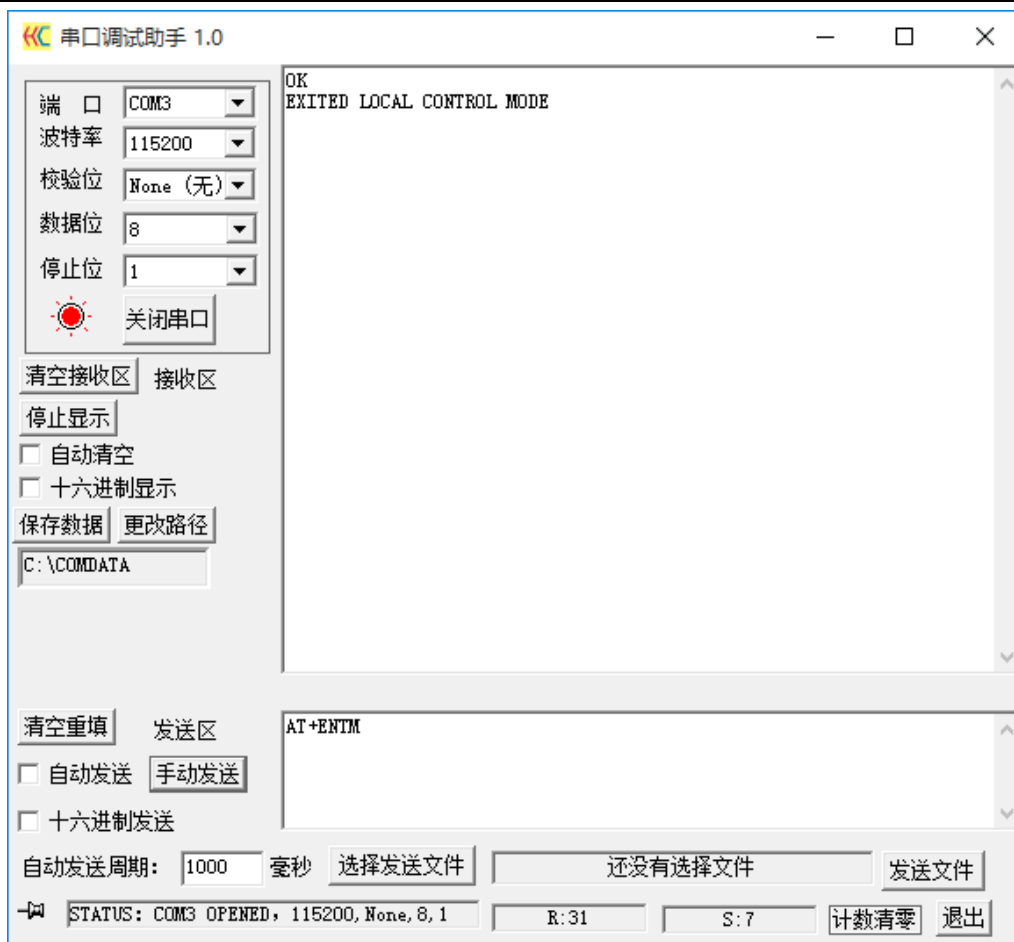 串口调试助手 1.0
端 口 COM3
波特率 115200
校验位 None (无)
数据位 8
停止位 1
关闭串口
清空接收区 接收区
停止显示
自动清空
十六进制显示
保存数据 更改路径
C:\COMDATA
OK
EXITED LOCAL CONTROL MODE
清空重填 发送区
自动发送 手动发送
十六进制发送
AT+ENTM
自动发送周期: 1000 毫秒 选择发送文件 还没有选择文件 发送文件
STATUS: COM3 OPENED, 115200,None,8,1 R:31 S:7 计数清零 退出